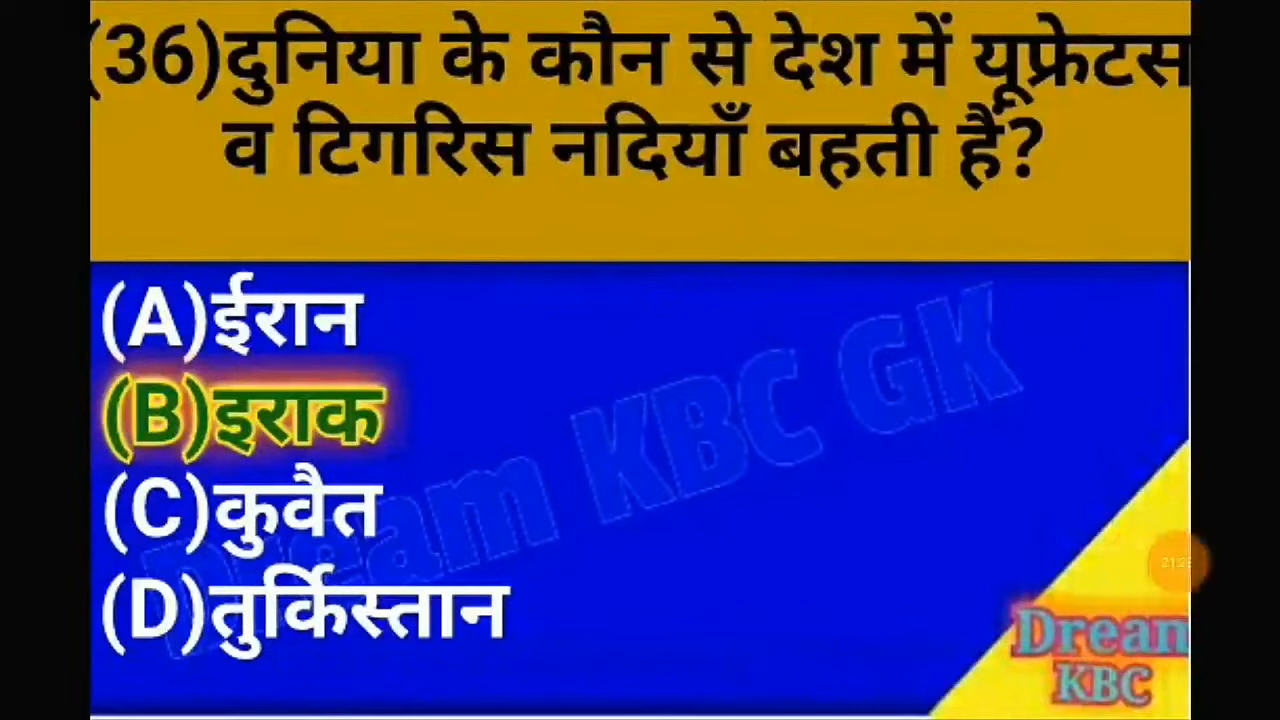 (36)दुनिया के कौन से देश में यूफ्रेटस
व टिगरिस नदियाँ बहती हैं?
(A)ईरान
(B)इराक
(C)कुवैत
(D)तुर्किस्तान
Dream KBC GK
Dream
KBC